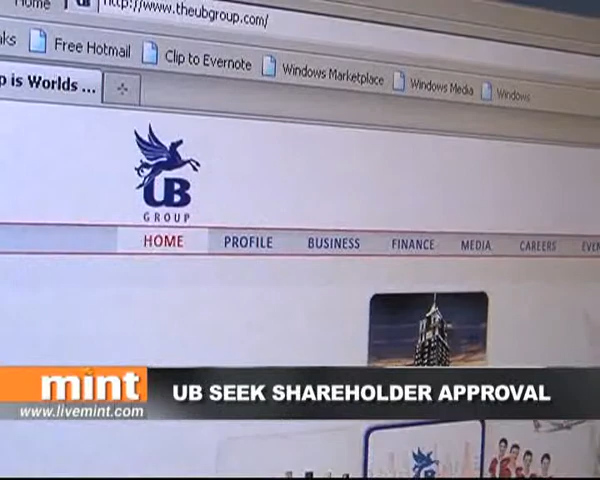 Home
http://www.theubgroup.com/
Free Hotmail
Clip to Evernote
Windows Marketplace
Windows Media
Windows
p is Worlds ...
UB
GROUP
HOME PROFILE BUSINESS FINANCE MEDIA CAREERS
mint
www.livemint.com
UB SEEK SHAREHOLDER APPROVAL